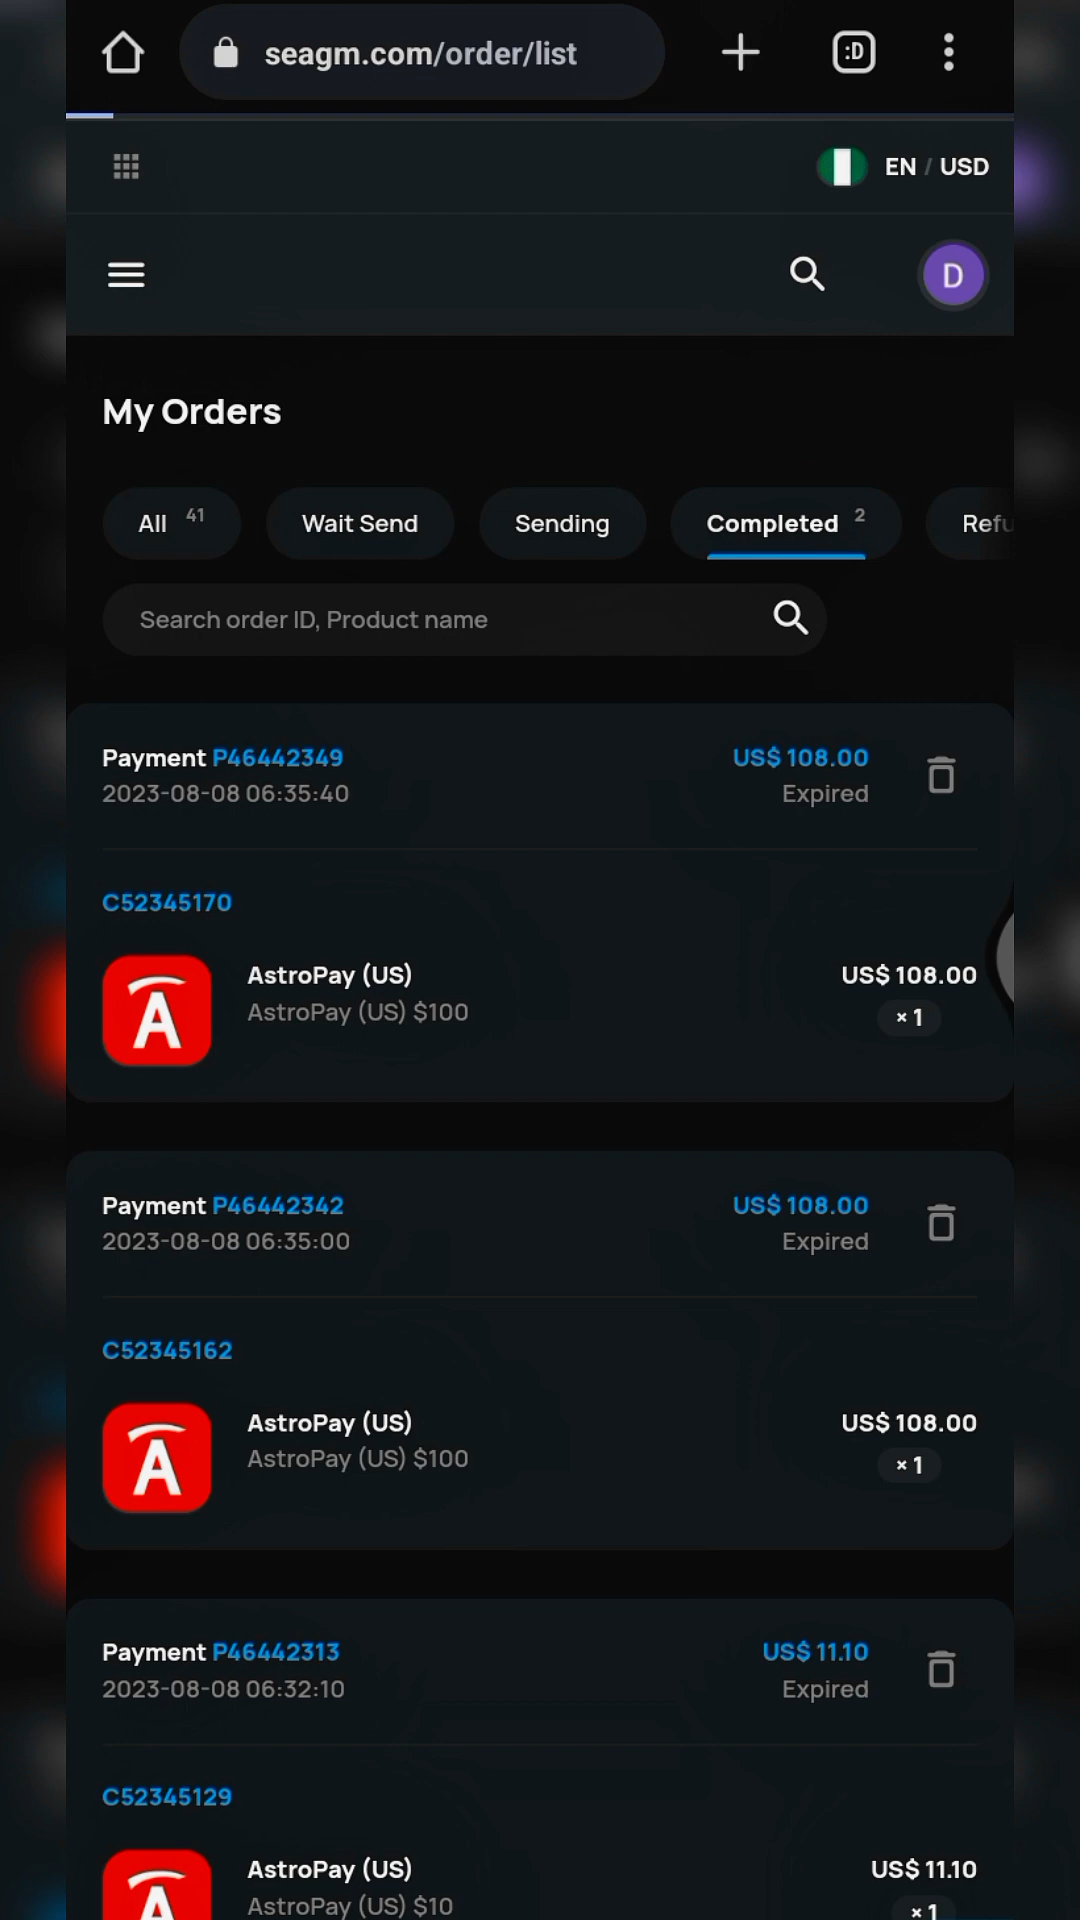 seagm.com/order/list
:D
EN / USD
D
My Orders
All 41
Wait Send
Sending
Completed 2
Refu
Search order ID, Product name
Payment P46442349
US$ 108.00
2023-08-08 06:35:40
Expired
C52345170
AstroPay (US)
US$ 108.00
AstroPay (US) $100
× 1
Payment P46442342
US$ 108.00
2023-08-08 06:35:00
Expired
C52345162
AstroPay (US)
US$ 108.00
AstroPay (US) $100
× 1
Payment P46442313
US$ 11.10
2023-08-08 06:32:10
Expired
C52345129
AstroPay (US)
US$ 11.10
AstroPay (US) $10
× 1